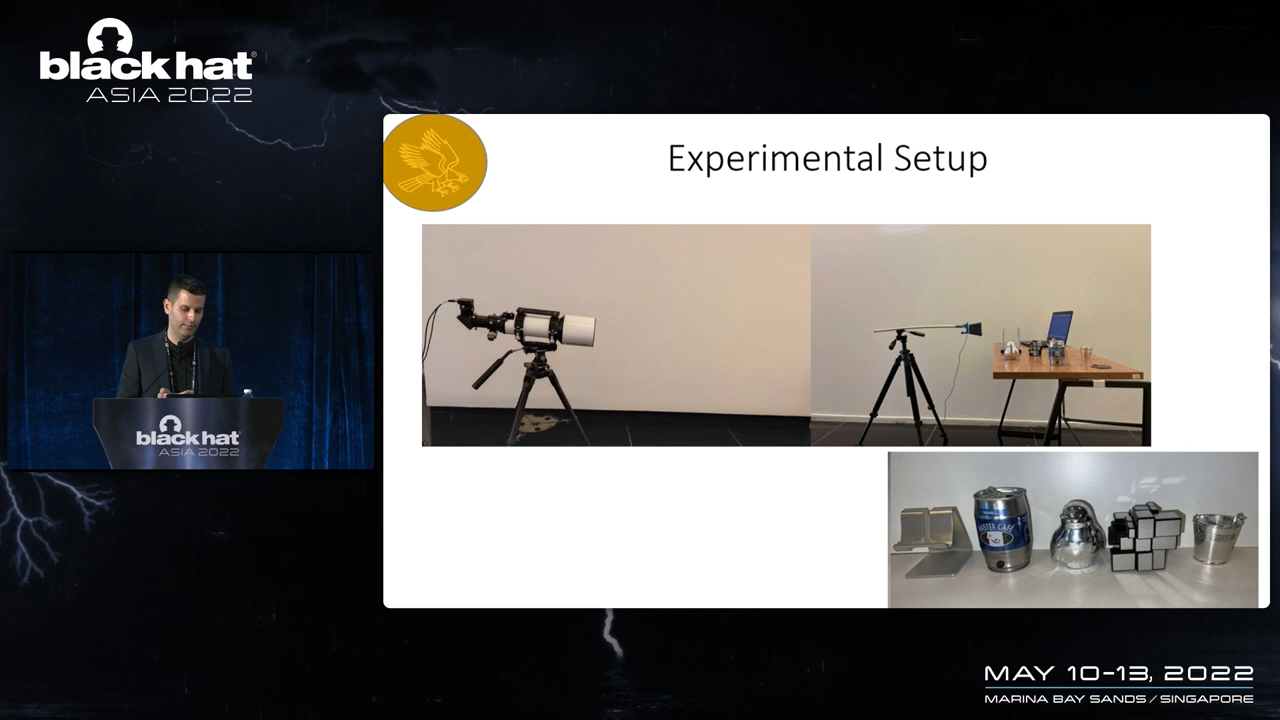 black hat®
ASIA 2022
Experimental Setup
black hat
ASIA 2022
MAY 10-13, 2022
MARINA BAY SANDS / SINGAPORE